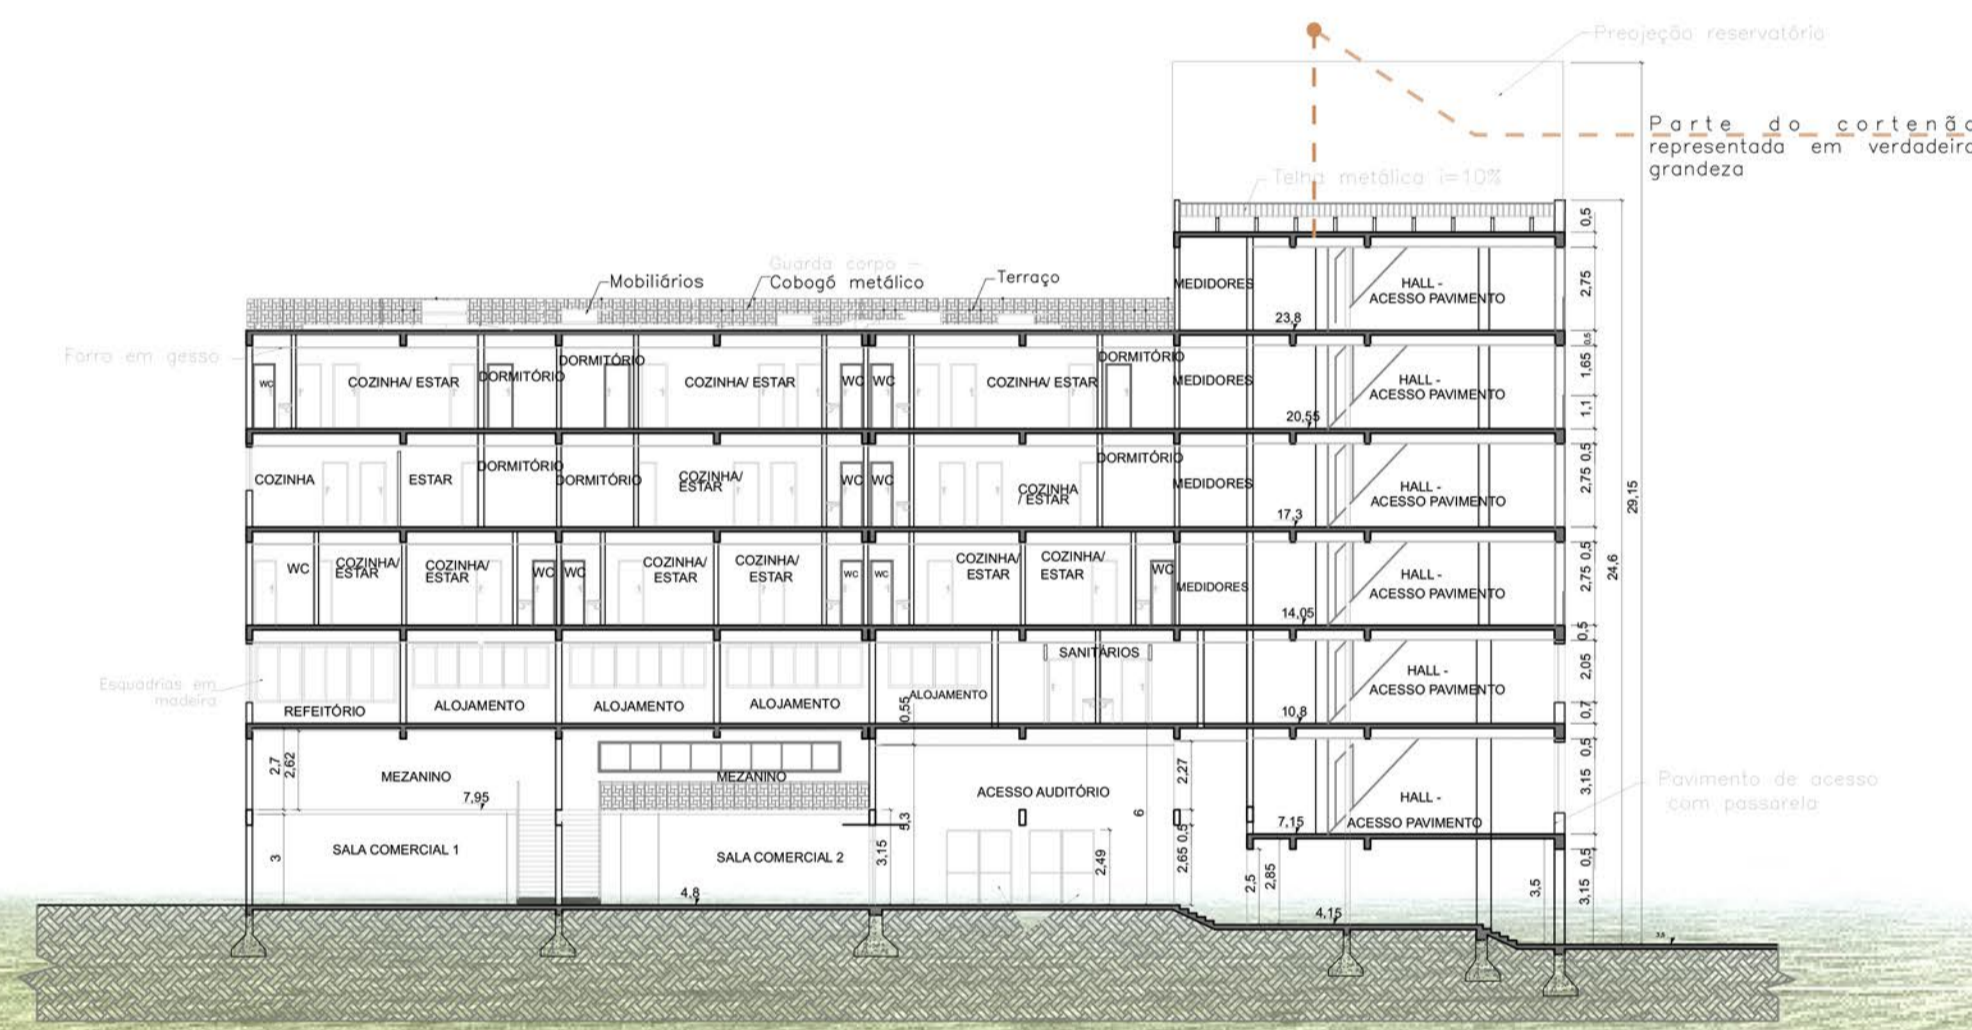 Preojeção reservatório
Parte do cortenão
representada em verdadeira
grandeza
Telha metálica i=10%
0,5
Guarda corpo -
Cobogó metálico
Mobiliários
Terraço
MEDIDORES
HALL -
ACESSO PAVIMENTO
2,75
23,8
Forro em gesso
WC
COZINHA/ ESTAR
DORMITÓRIO
DORMITÓRIO
COZINHA/ ESTAR
WC
WC
COZINHA/ ESTAR
DORMITÓRIO
MEDIDORES
HALL -
ACESSO PAVIMENTO
0,5
1,65
1,1
20,55
COZINHA
ESTAR
DORMITÓRIO
DORMITÓRIO
COZINHA/
ESTAR
WC
WC
COZINHA
/ ESTAR
DORMITÓRIO
MEDIDORES
HALL -
ACESSO PAVIMENTO
0,5
2,75
17,3
29,15
24,6
WC
COZINHA/
ESTAR
COZINHA/
ESTAR
WC
WC
COZINHA/
ESTAR
COZINHA/
ESTAR
WC
WC
COZINHA/
ESTAR
COZINHA/
ESTAR
WC
MEDIDORES
HALL -
ACESSO PAVIMENTO
0,5
2,75
14,05
Esquadrias em
madeira
REFEITÓRIO
ALOJAMENTO
ALOJAMENTO
ALOJAMENTO
ALOJAMENTO
0,55
SANITÁRIOS
HALL -
ACESSO PAVIMENTO
0,5
2,05
0,7
10,8
2,7
2,62
MEZANINO
7,95
MEZANINO
ACESSO AUDITÓRIO
2,27
6
5,3
HALL -
ACESSO PAVIMENTO
7,15
0,5
3,15
Pavimento de acesso
com passarela
3
SALA COMERCIAL 1
SALA COMERCIAL 2
3,15
2,49
0,5
2,65
4,8
2,5
2,85
4,15
3,5
0,5
3,15